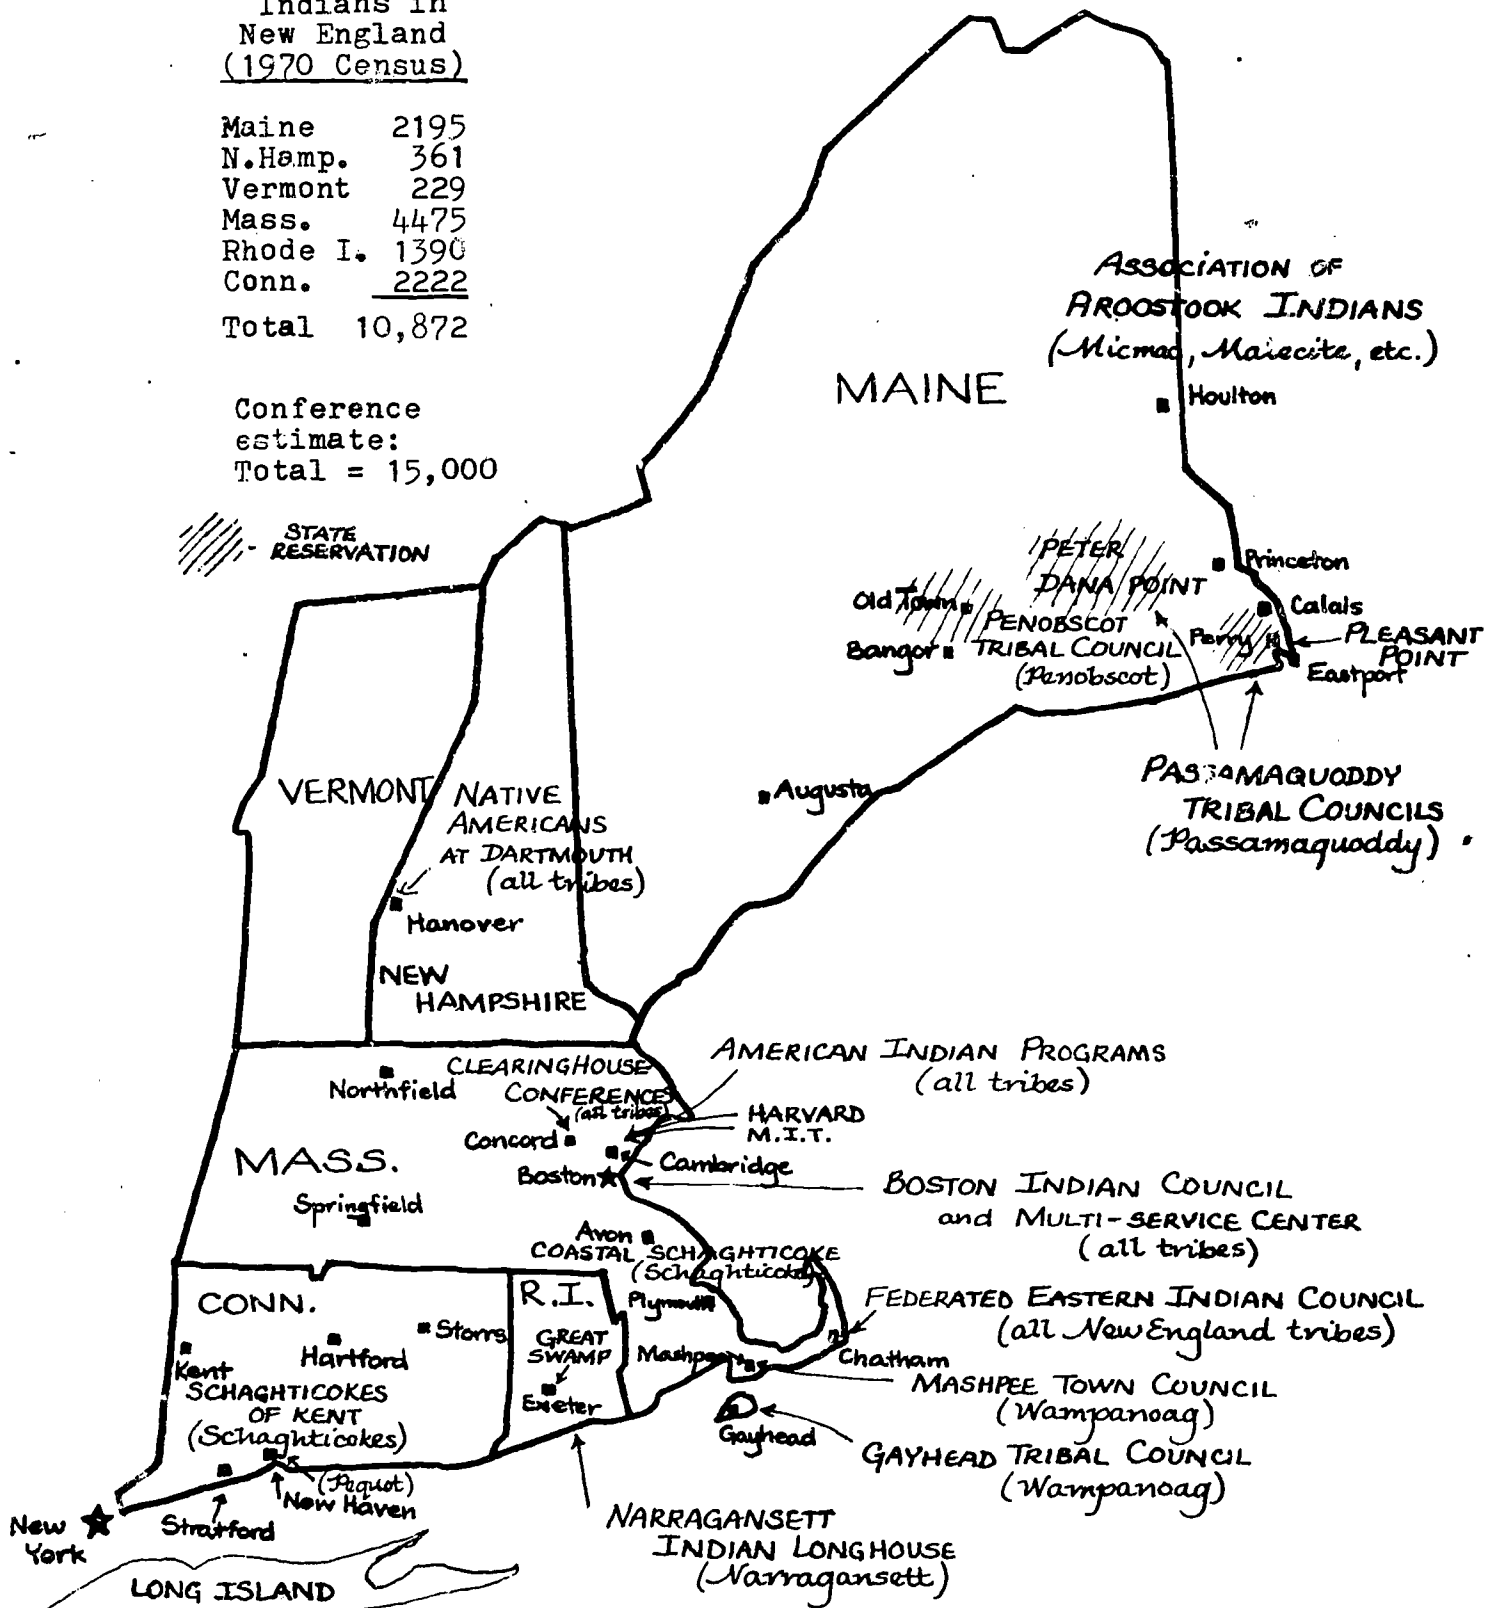 Indians in
New England
(1970 Census)
Maine 2195
N.Hamp. 361
Vermont 229
Mass. 4475
Rhode I. 1390
Conn. 2222
Total 10,872
Conference
estimate:
Total = 15,000
STATE
RESERVATION
ASSOCIATION OF
AROOSTOOK INDIANS
(Micmac, Malecite, etc.)
MAINE
Houlton
PETER
DANA POINT
Princeton
Old Town
Calais
PENOBSCOT
TRIBAL COUNCIL
(Penobscot)
Bangor
Perry
PLEASANT
POINT
Eastport
PASSAMAQUODDY
TRIBAL COUNCILS
(Passamaquoddy)
Augusta
VERMONT
NATIVE
AMERICANS
AT DARTMOUTH
(all tribes)
Hanover
NEW
HAMPSHIRE
AMERICAN INDIAN PROGRAMS
(all tribes)
CLEARINGHOUSE
CONFERENCES
(all tribes)
Northfield
HARVARD
M.I.T.
Concord
Cambridge
MASS.
Boston
BOSTON INDIAN COUNCIL
and MULTI-SERVICE CENTER
(all tribes)
Springfield
Avon
COASTAL SCHAGHTICOKE
(Schaghticoke)
Plymouth
FEDERATED EASTERN INDIAN COUNCIL
(all New England tribes)
CONN.
R.I.
Storrs
Hartford
Kent
GREAT
SWAMP
Exeter
Mashpee
Chatham
MASHPEE TOWN COUNCIL
(Wampanoag)
SCHAGHTICOKES
OF KENT
(Schaghticokes)
Gayhead
GAYHEAD TRIBAL COUNCIL
(Wampanoag)
(Pequot)
New Haven
Stratford
New
York
NARRAGANSETT
INDIAN LONGHOUSE
(Narragansett)
LONG ISLAND